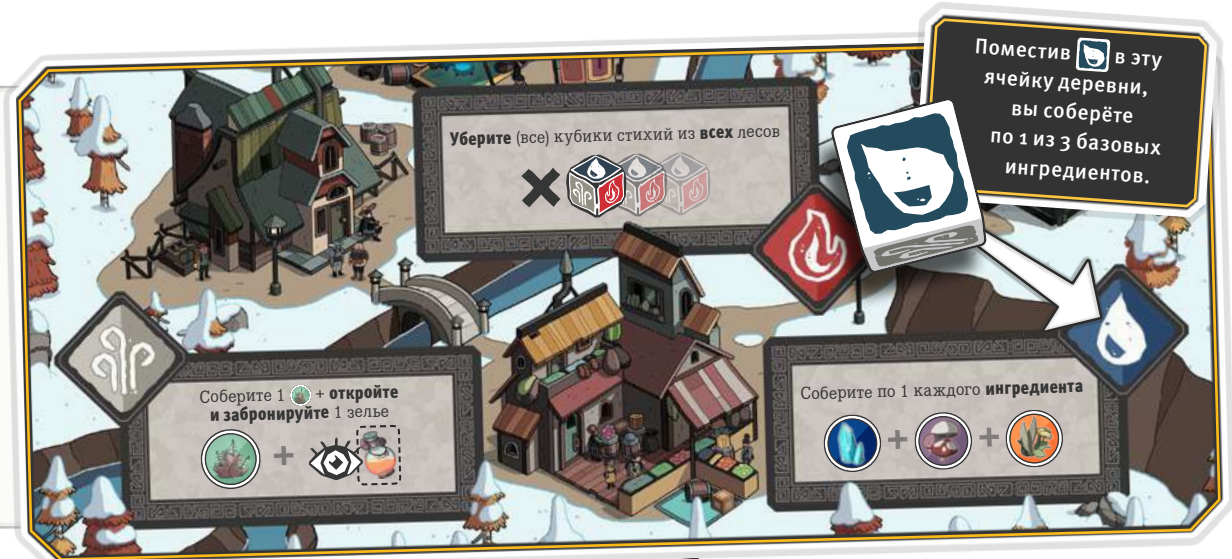 Поместив в эту
ячейку деревни,
вы соберёте
по 1 из 3 базовых
ингредиентов.
Уберите (все) кубики стихий из всех лесов
Соберите 1 + откройте
и забронируйте 1 зелье
+
Соберите по 1 каждого ингредиента
+ +